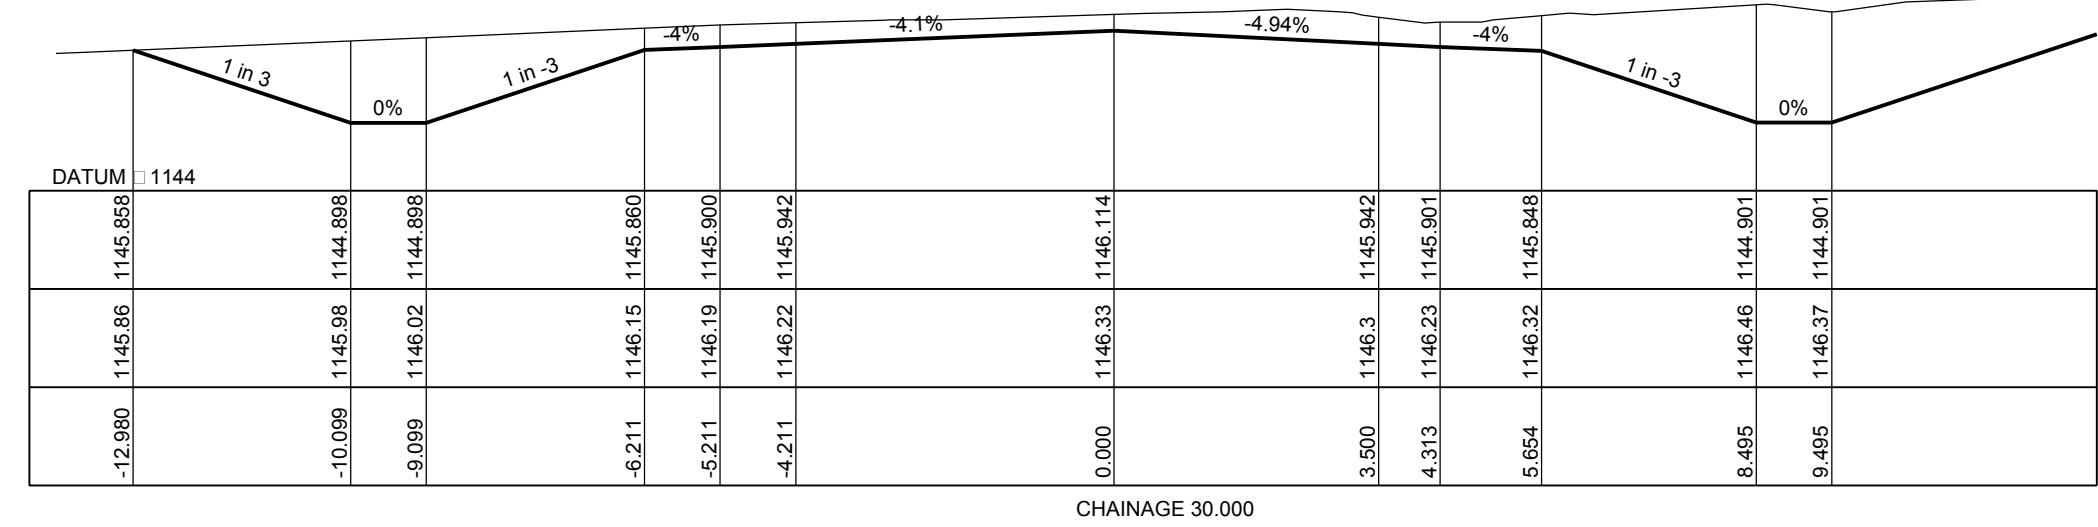 -4% -4.1% -4.94% -4%
1 in 3 0% 1 in -3 1 in -3 0%
DATUM □ 1144
1145.858 1144.898 1144.898 1145.860 1145.900 1145.942 1146.114 1145.942 1145.901 1145.848 1144.901 1144.901
1145.86 1145.98 1146.02 1146.15 1146.19 1146.22 1146.33 1146.3 1146.23 1146.32 1146.46 1146.37
-12.980 -10.099 -9.099 -6.211 -5.211 -4.211 0.000 3.500 4.313 5.654 8.495 9.495
CHAINAGE 30.000